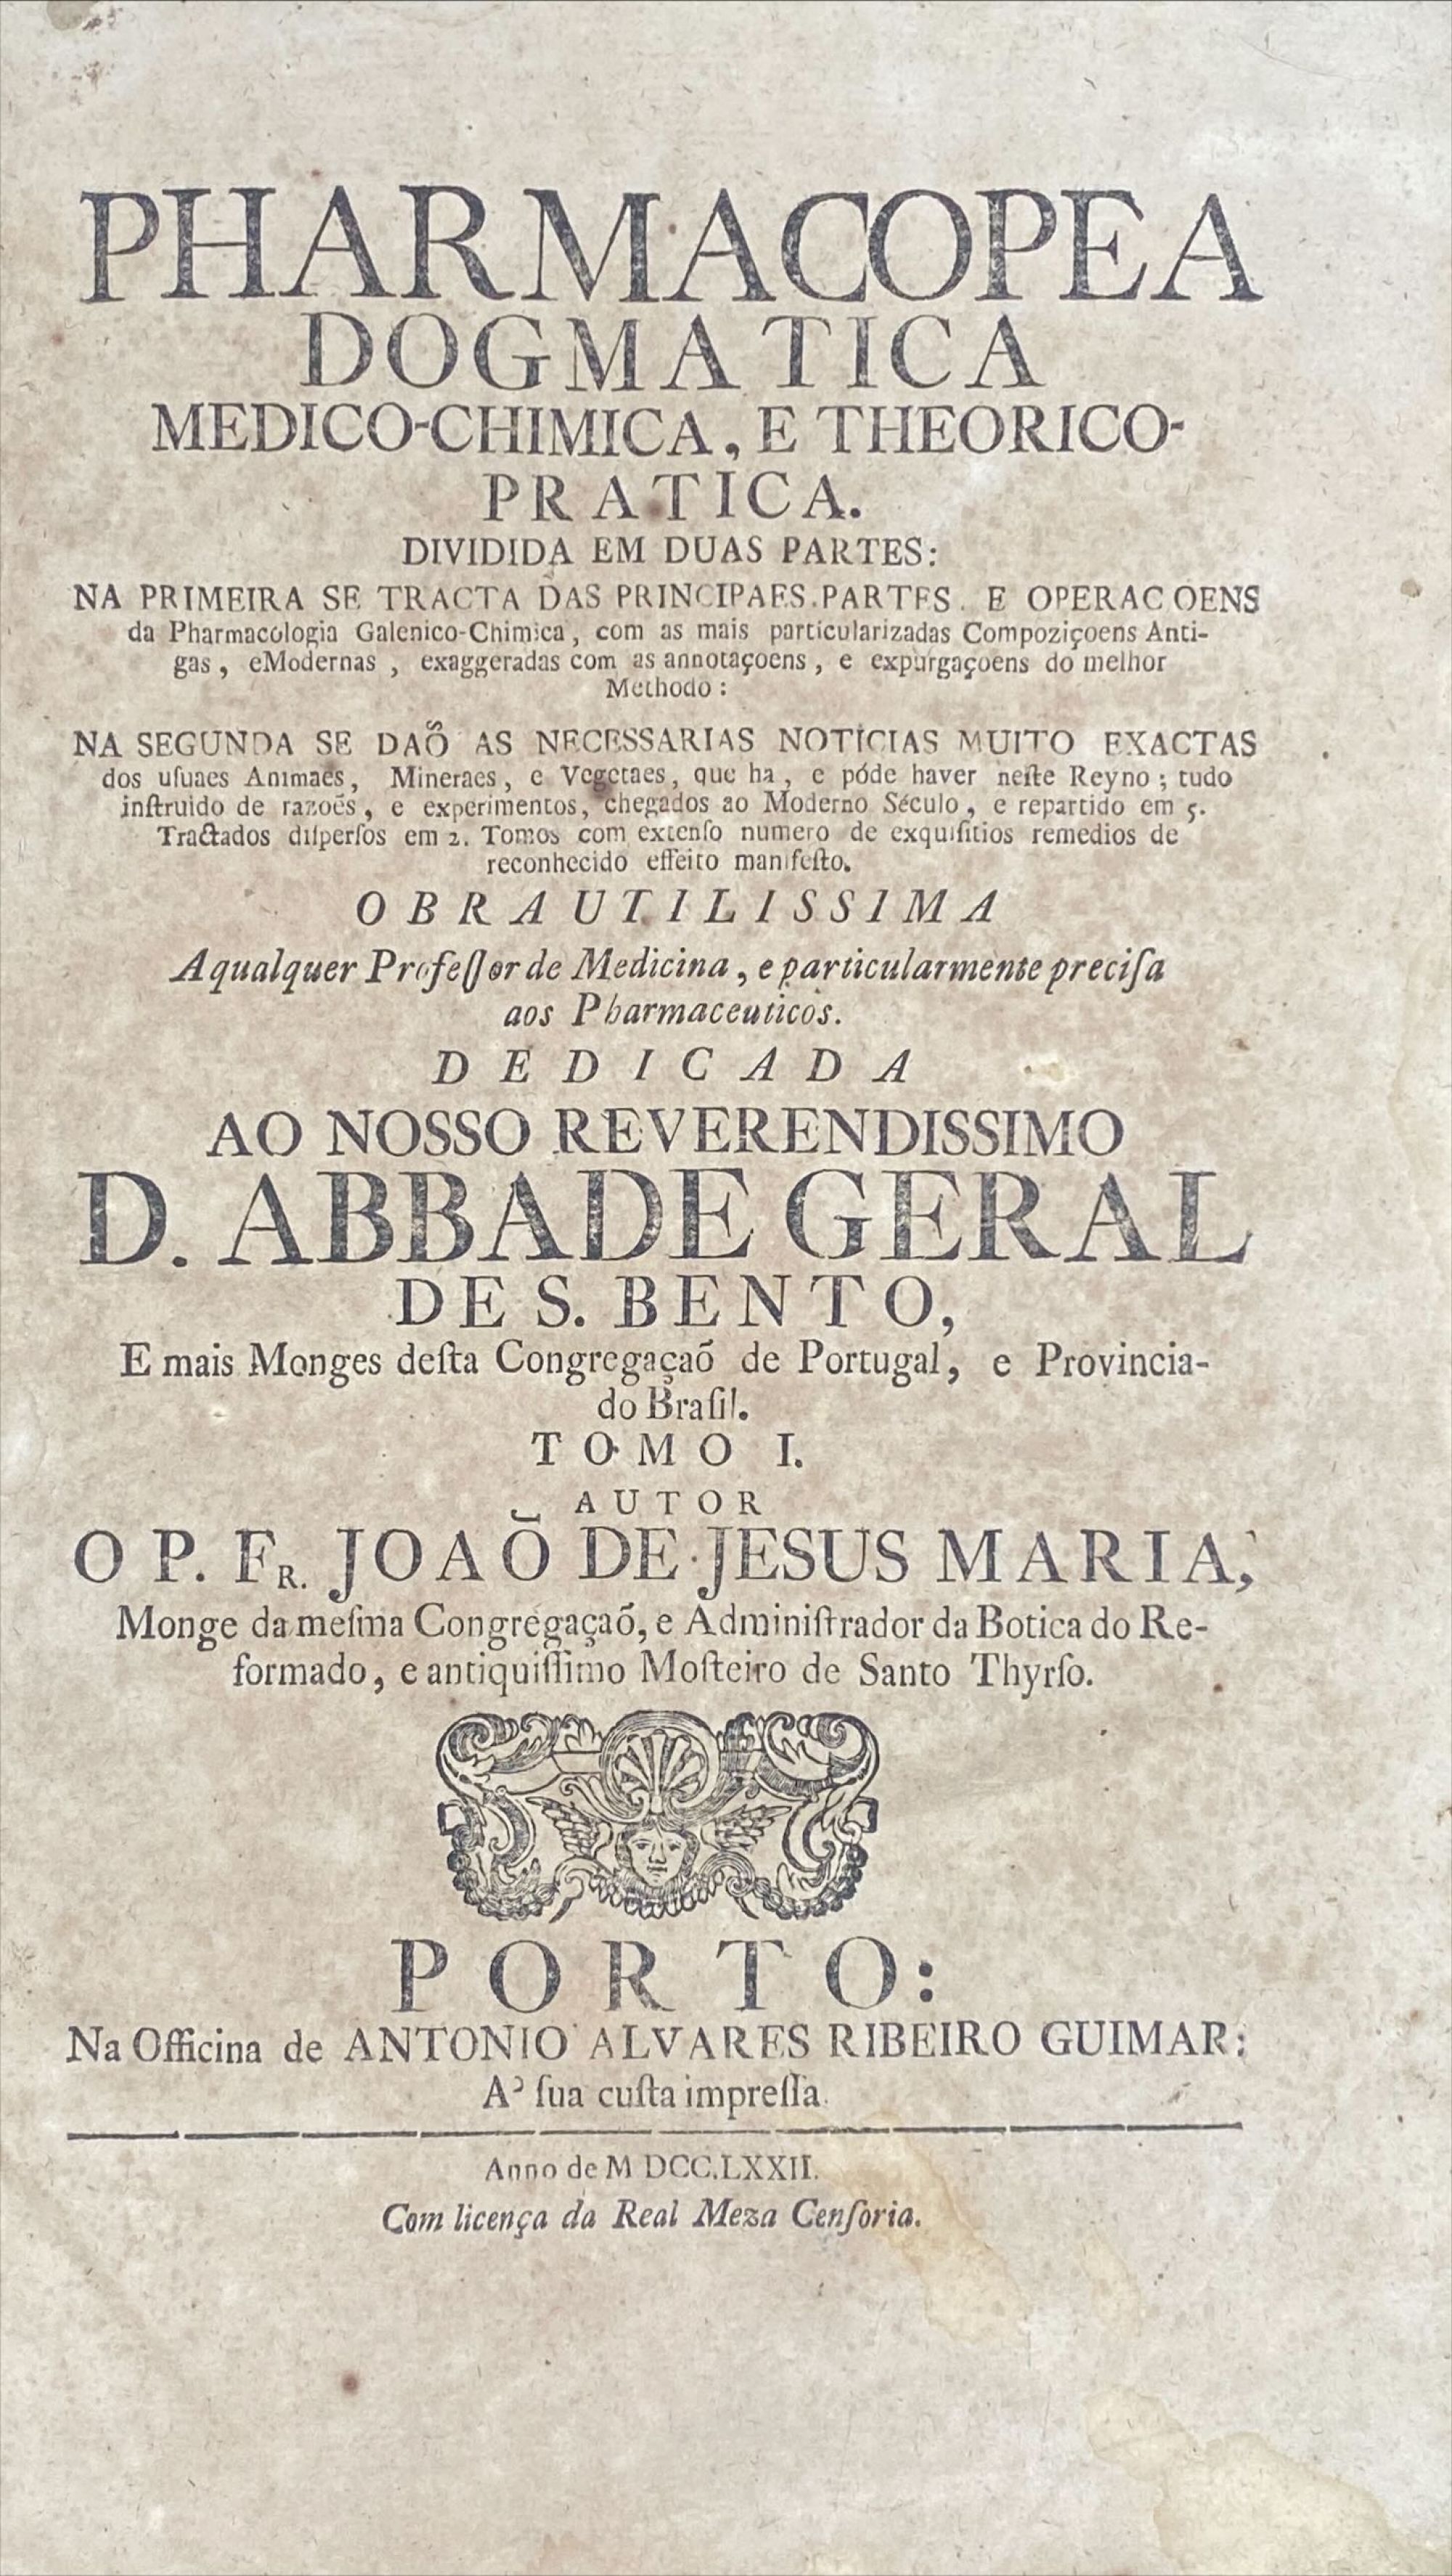 PHARMACOPEA
DOGMATICA
MEDICO-CHIMICA, E THEORICO-
PRATICA.
DIVIDIDA EM DUAS PARTES:
NA PRIMEIRA SE TRACTA DAS PRINCIPAES PARTES, E OPERACOENS
da Pharmacologia Galenico-Chimica, com as mais particularizadas Compoziçoens Anti-
gas, eModernas, exaggeradas com as annotaçoens, e expurgaçoens do melhor
Methodo:
NA SEGUNDA SE DAÕ AS NECESSARIAS NOTICIAS MUITO EXACTAS
dos uſuaes Animaes, Mineraes, e Vegetaes, que ha, e póde haver neſte Reyno; tudo
inſtruido de razoẽs, e experimentos, chegados ao Moderno Século, e repartido em 5.
Tractados diſperſos em 2. Tomos com extenſo numero de exquiſitios remedios de
reconhecido effeito manifeſto.
OBRA UTILISSIMA
A qualquer Profeſſor de Medicina, e particularmente preciſa
aos Pharmaceuticos.
DEDICADA
AO NOSSO REVERENDISSIMO
D. ABBADE GERAL
DE S. BENTO,
E mais Monges deſta Congregaçaõ de Portugal, e Provincia-
do Braſil.
TOMO I.
AUTOR
O P. FR. JOAÕ DE JESUS MARIA,
Monge da meſma Congregaçaõ, e Adminiſtrador da Botica do Re-
formado, e antiquiſſimo Moſteiro de Santo Thyrſo.
PORTO:
Na Officina de ANTONIO ALVARES RIBEIRO GUIMAR:
A' ſua cuſta impreſſa.
Anno de M DCC.LXXII.
Com licença da Real Meza Cenſoria.